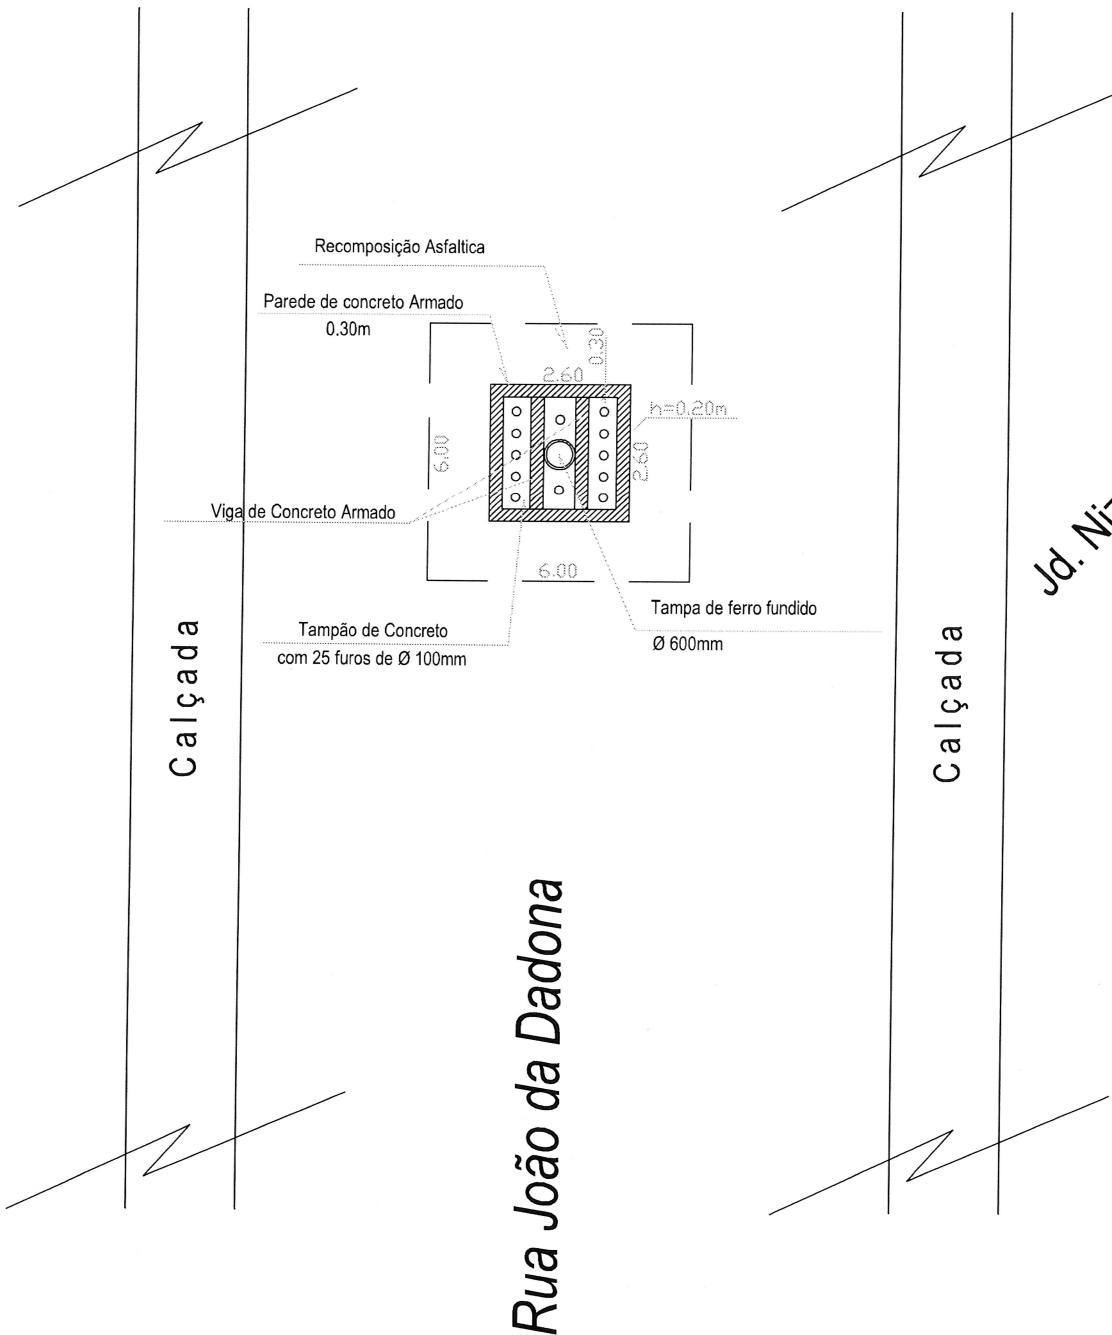 Recomposição Asfaltica
Parede de concreto Armado
0.30m
0.30
2.60
h=0.20m
6.00
2.60
Viga de Concreto Armado
6.00
Tampão de Concreto
com 25 furos de Ø 100mm
Tampa de ferro fundido
Ø 600mm
Calçada
Calçada
Jd.
Rua João da Dadona